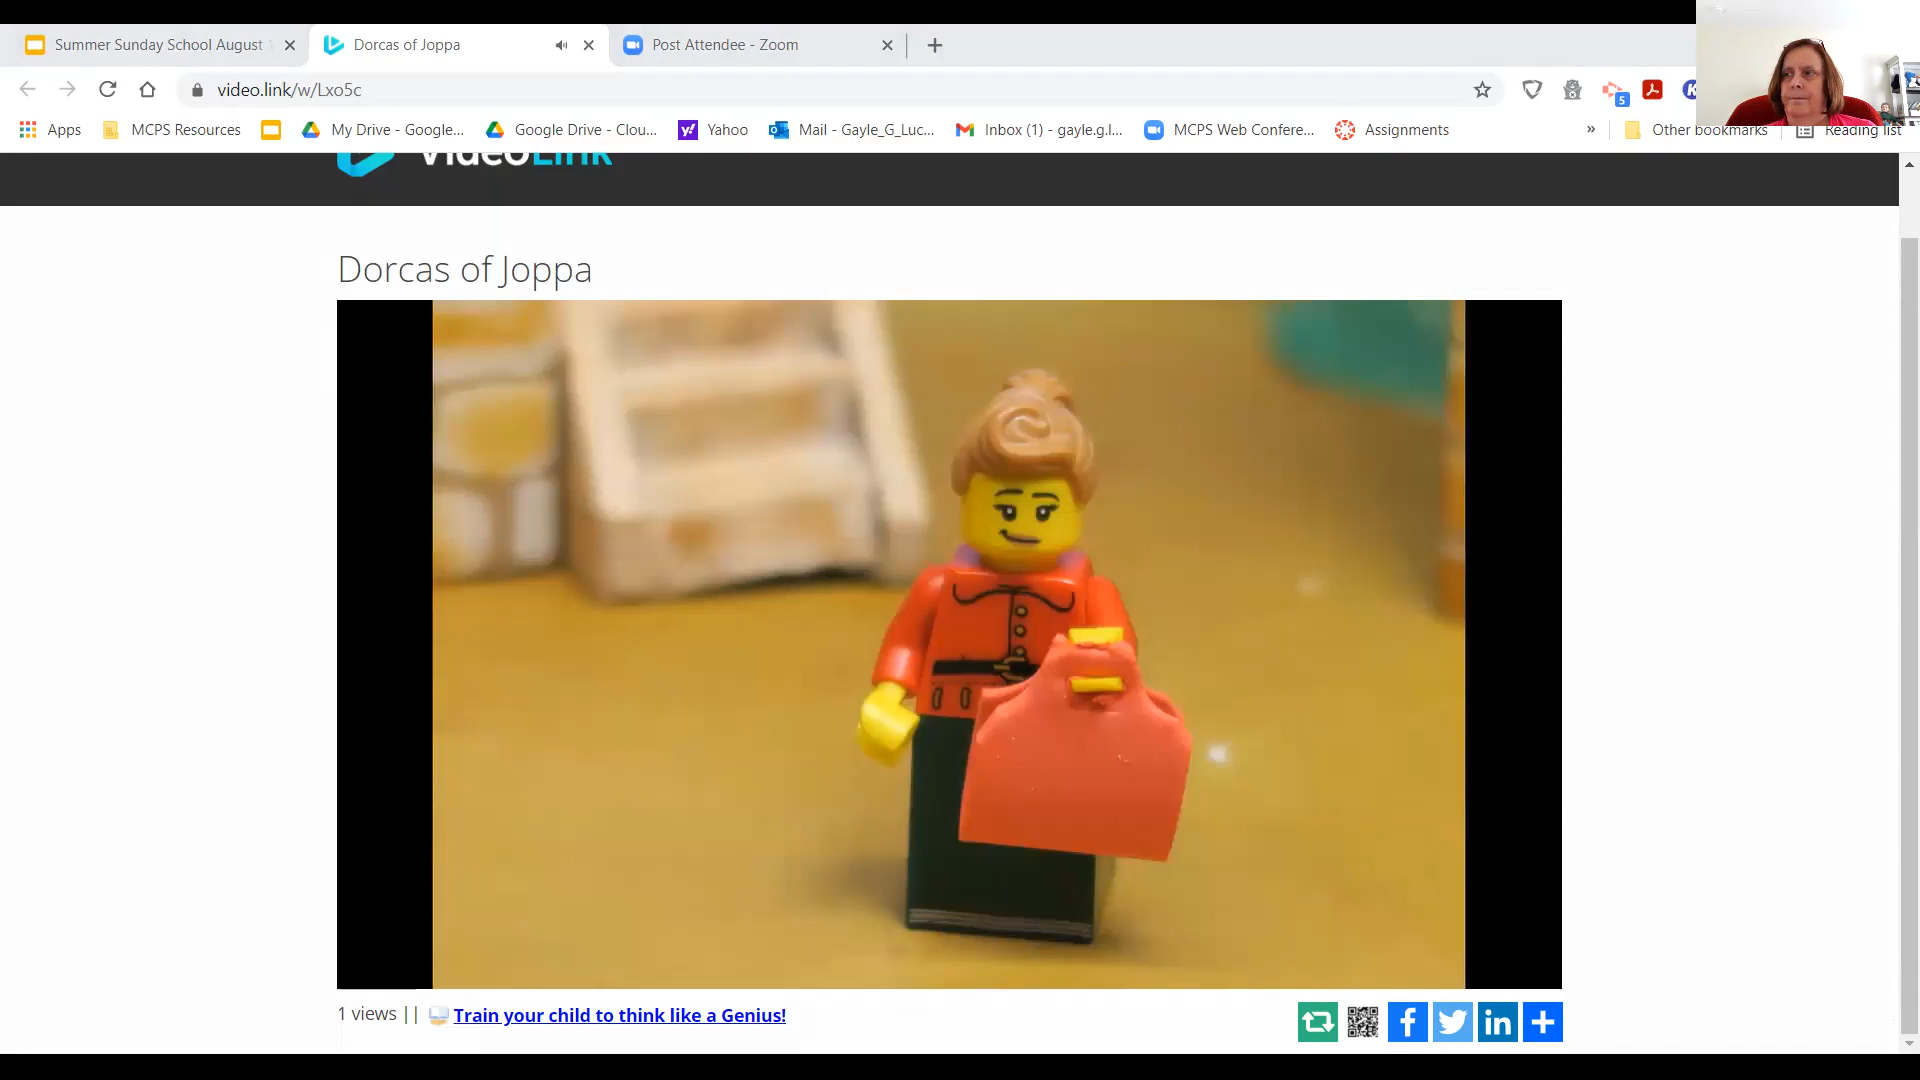 Summer Sunday School August
Dorcas of Joppa
Post Attendee - Zoom
video.link/w/Lxo5c
5
Apps
MCPS Resources
My Drive - Google...
Google Drive - Clou...
Yahoo
Mail - Gayle_G_Luc...
Inbox (1) - gayle.g.l...
MCPS Web Confere...
Assignments
»
Other bookmarks
Reading list
VideoLink
Dorcas of Joppa
1 views || Train your child to think like a Genius!